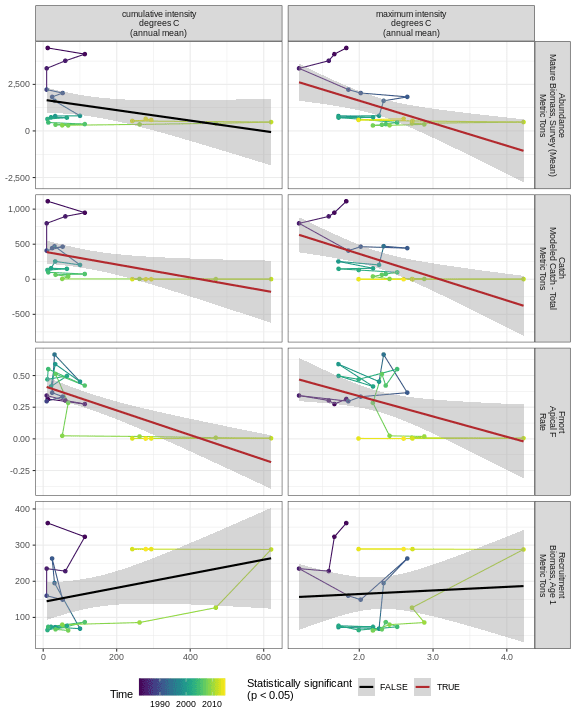 cumulative intensity
degrees C
(annual mean)
maximum intensity
degrees C
(annual mean)
2,500
0
-2,500
Abundance
Mature Biomass, Survey (Mean)
Metric Tons
1,000
500
0
-500
Catch
Modeled Catch - Total
Metric Tons
0.50
0.25
0.00
-0.25
Fmort
Apical F
Rate
400
300
200
100
Recruitment
Biomass, Age 1
Metric Tons
0 200 400 600
2.0 3.0 4.0
Time
1990 2000 2010
Statistically significant
(p < 0.05)
FALSE
TRUE